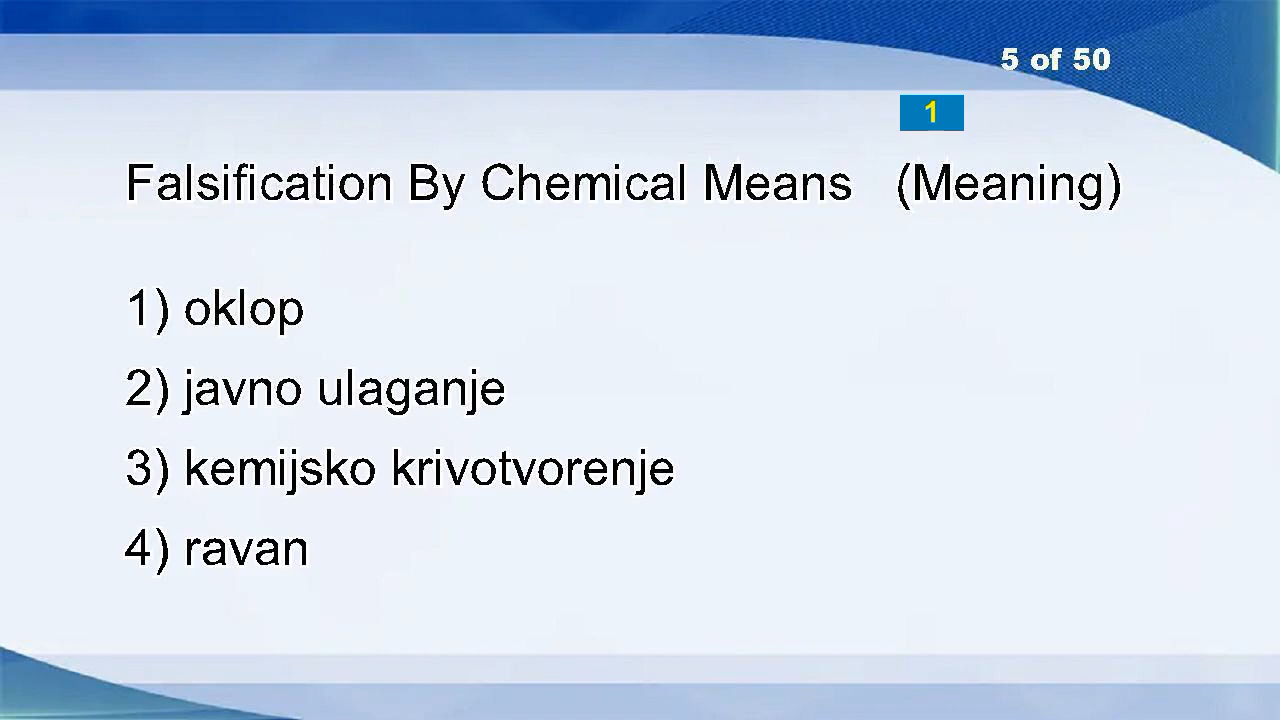 5 of 50
1
Falsification By Chemical Means (Meaning)
1) oklop
2) javno ulaganje
3) kemijsko krivotvorenje
4) ravan